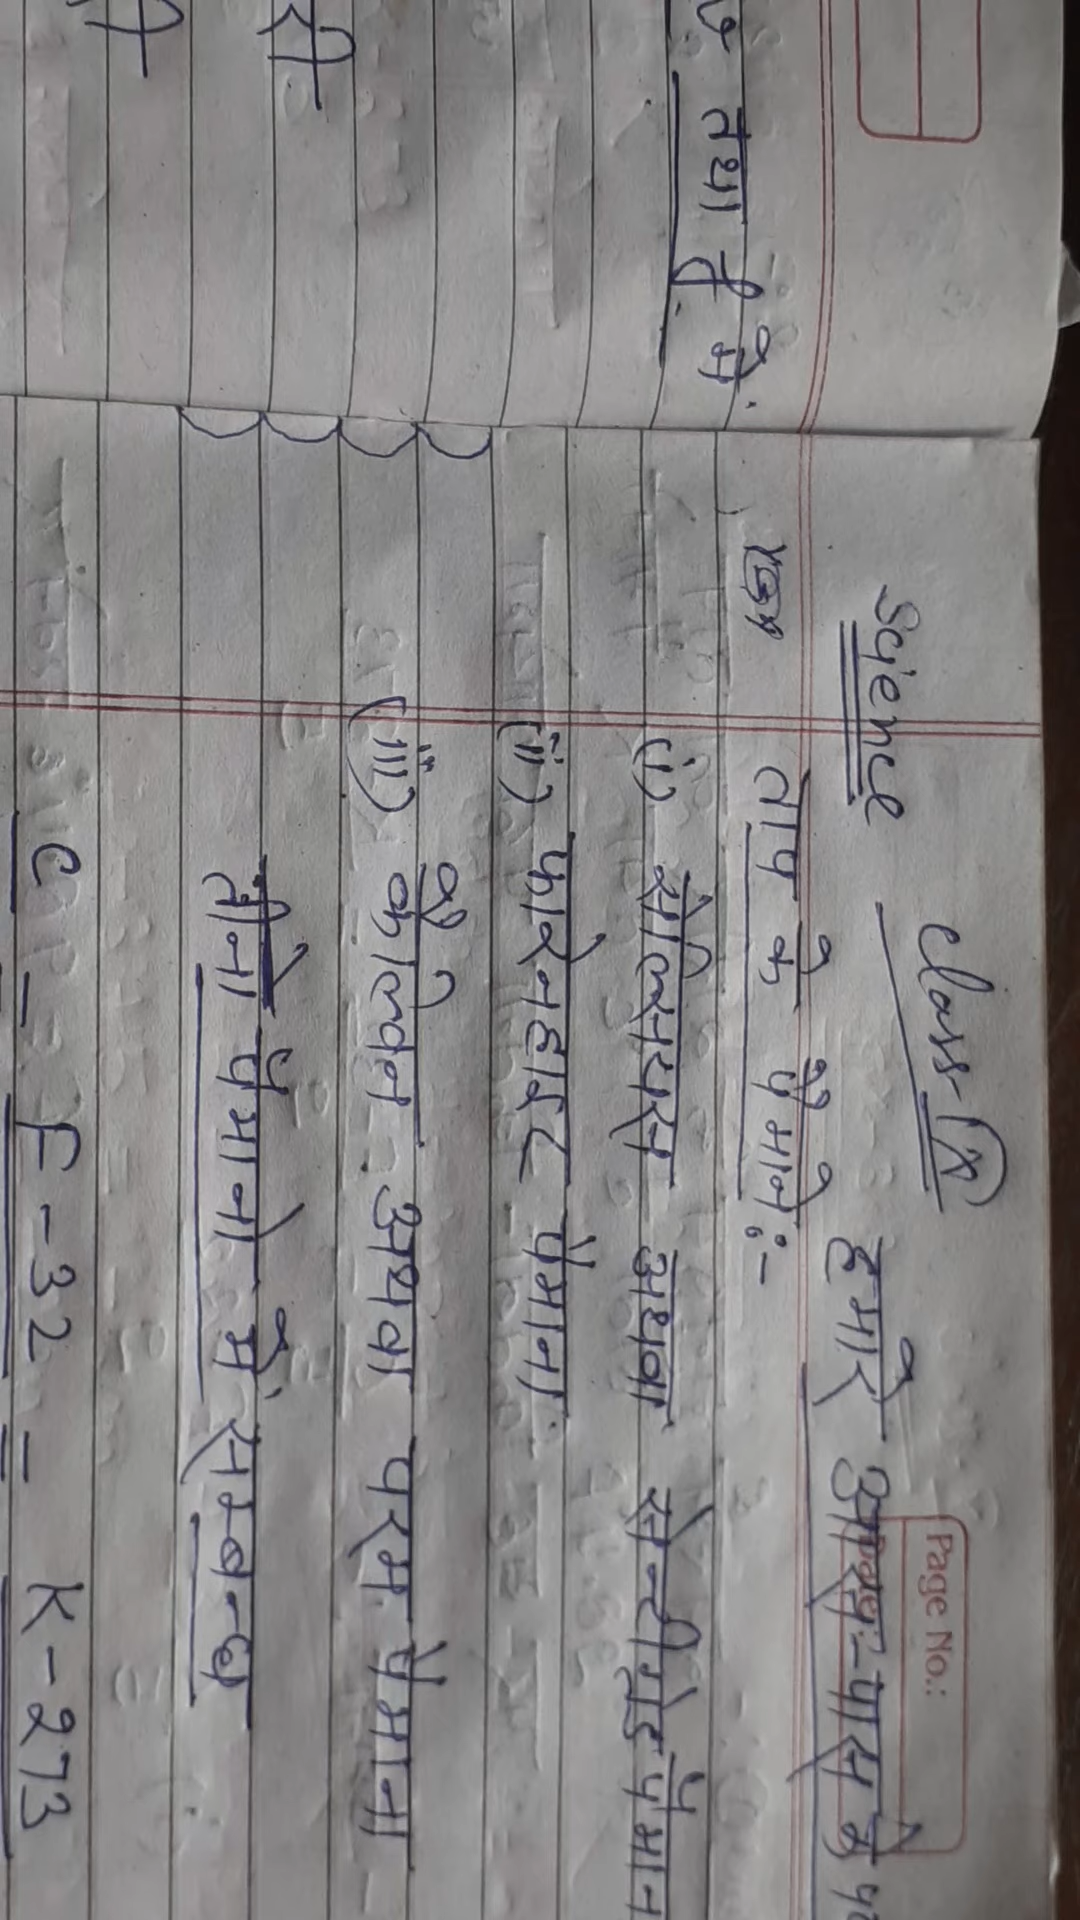 तथा है में.
Science Class-IX
Page No.:
हमारे आस-पास
ताप के पैमाने:-
(i) सेल्सियस अथवा सेन्टीग्रेड पैमान
(ii) फारेनहाइट पैमाना
(iii) केल्विन अथवा परम पैमाना
तीनो पैमानो में सम्बन्ध
C = F-32 = K-273